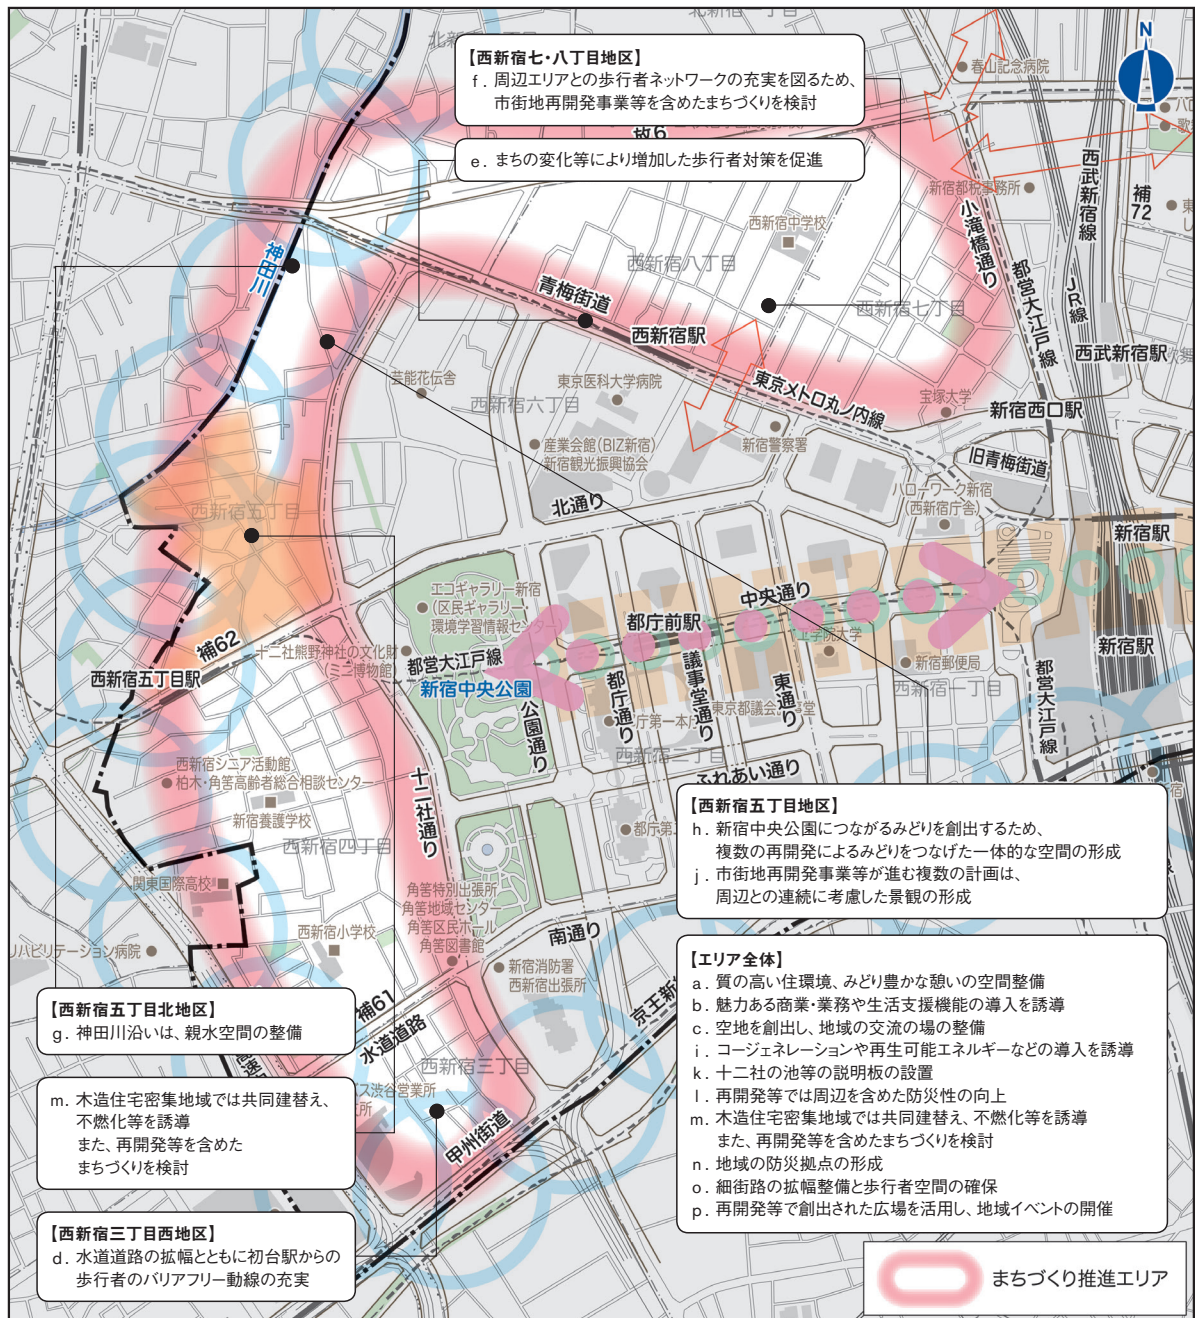 北新宿一丁目
【西新宿七・八丁目地区】
f. 周辺エリアとの歩行者ネットワークの充実を図るため、
市街地再開発事業等を含めたまちづくりを検討
N
春山記念病院
放6
e. まちの変化等により増加した歩行者対策を促進
新宿都税事務所
西武新宿線
補72
小滝橋通り
都営大江戸線
JR線
西武新宿駅
西新宿中学校
西新宿八丁目
西新宿七丁目
神田川
青梅街道
西新宿駅
東京メトロ丸ノ内線
宝塚大学
新宿西口駅
芸能花伝舎
東京医科大学病院
西新宿六丁目
産業会館(BIZ新宿)
新宿観光振興協会
新宿警察署
旧青梅街道
ハローワーク新宿
(西新宿庁舎)
北通り
新宿駅
西新宿五丁目
エコギャラリー新宿
(区民ギャラリー・
環境学習情報センター)
中央通り
都庁前駅
工学院大学
新宿駅
補62
十二社熊野神社の文化財
(ミニ博物館)
都営大江戸線
新宿中央公園
西新宿五丁目駅
公園通り
都庁通り
議事堂通り
東通り
新宿郵便局
西新宿一丁目
都営大江戸線
西新宿二丁目
ふれあい通り
西新宿シニア活動館、
柏木・角筈高齢者総合相談センター
新宿養護学校
十二社通り
西新宿四丁目
関東国際高校
角筈特別出張所
角筈地域センター
角筈区民ホール
角筈図書館
西新宿小学校
リハビリテーション病院
南通り
新宿消防署
西新宿出張所
【西新宿五丁目地区】
h. 新宿中央公園につながるみどりを創出するため、
複数の再開発によるみどりをつなげた一体的な空間の形成
j. 市街地再開発事業等が進む複数の計画は、
周辺との連続に考慮した景観の形成
【エリア全体】
a. 質の高い住環境、みどり豊かな憩いの空間整備
b. 魅力ある商業・業務や生活支援機能の導入を誘導
c. 空地を創出し、地域の交流の場の整備
i. コージェネレーションや再生可能エネルギーなどの導入を誘導
k. 十二社の池等の説明板の設置
l. 再開発等では周辺を含めた防災性の向上
m. 木造住宅密集地域では共同建替え、不燃化等を誘導
また、再開発等を含めたまちづくりを検討
n. 地域の防災拠点の形成
o. 細街路の拡幅整備と歩行者空間の確保
p. 再開発等で創出された広場を活用し、地域イベントの開催
【西新宿五丁目北地区】
g. 神田川沿いは、親水空間の整備
補61
水道道路
西新宿三丁目
甲州街道
m. 木造住宅密集地域では共同建替え、
不燃化等を誘導
また、再開発等を含めた
まちづくりを検討
【西新宿三丁目西地区】
d. 水道道路の拡幅とともに初台駅からの
歩行者のバリアフリー動線の充実
まちづくり推進エリア